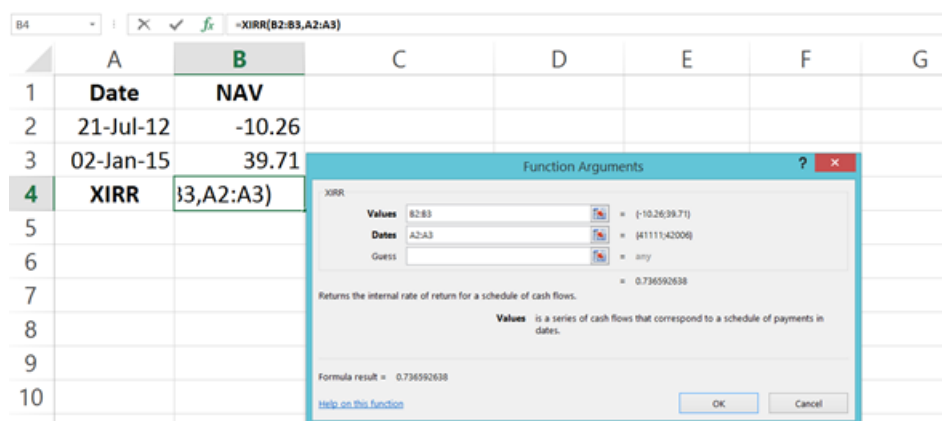 B4 =XIRR(B2:B3,A2:A3)
A B C D E F G
1 Date NAV
2 21-Jul-12 -10.26
3 02-Jan-15 39.71
Function Arguments ?
4 XIRR 33,A2:A3)
XIRR
Values B2:B3 = {-10.26;39.71}
5 Dates A2:A3 = {41111;42006}
6 Guess = any
= 0.736592638
7 Returns the internal rate of return for a schedule of cash flows.
8 Values is a series of cash flows that correspond to a schedule of payments in
dates.
9
Formula result = 0.736592638
10 Help on this function OK Cancel